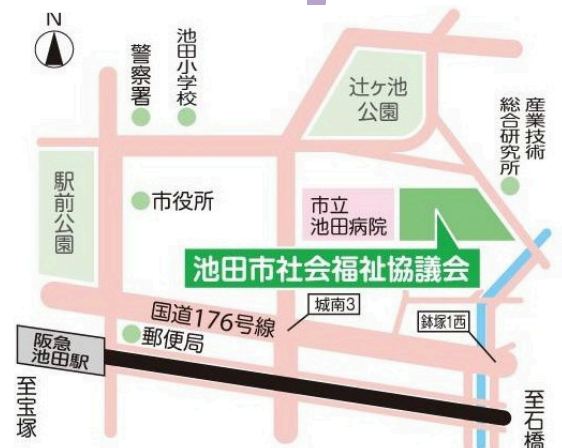 N
警察署
池田小学校
辻ヶ池
公園
産業技術
総合研究所
駅前公園
市役所
市立
池田病院
池田市社会福祉協議会
国道176号線
城南3
鉢塚1西
郵便局
阪急
池田駅
至宝塚
至石橋